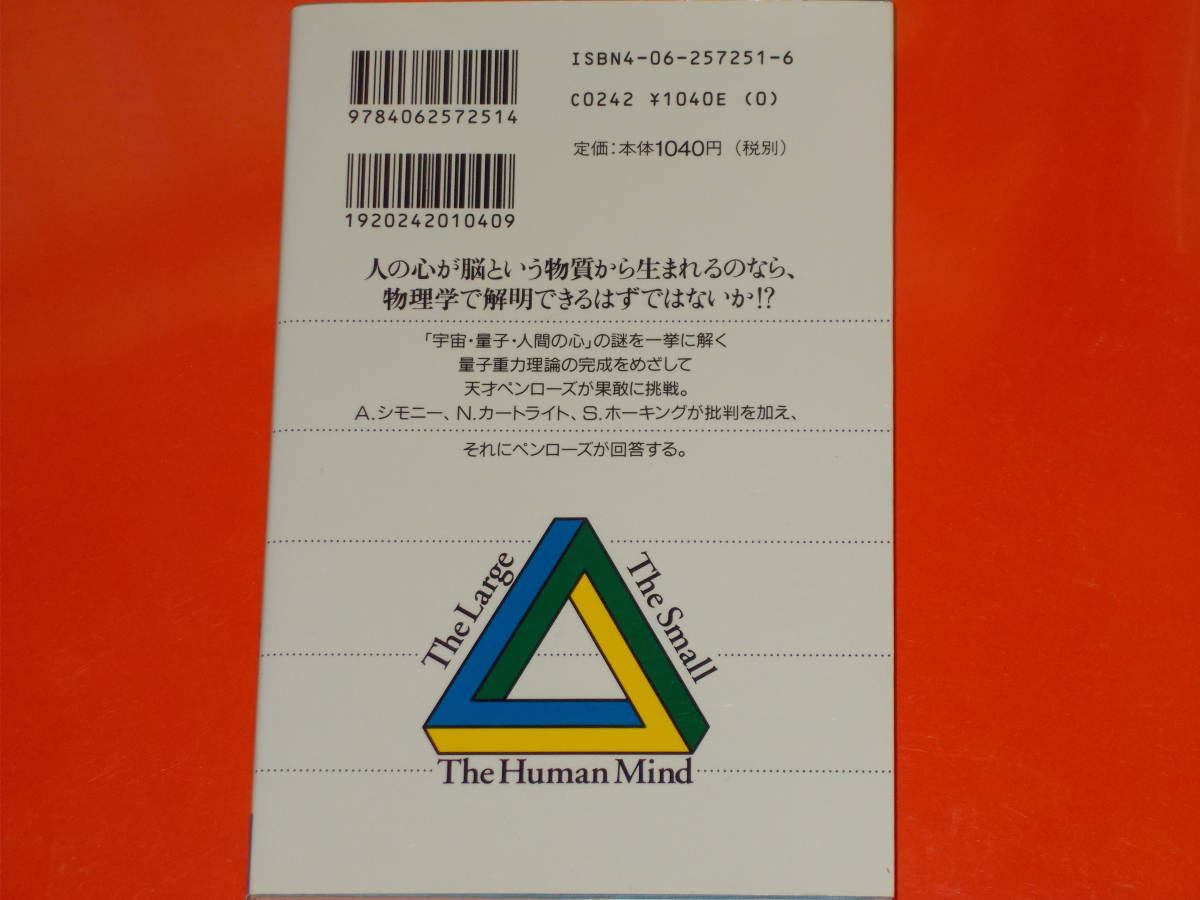 ISBN4-06-257251-6
9784062572514
C0242 ¥1040E (0)
定価：本体1040円（税別）
1920242010409
人の心が脳という物質から生まれるのなら、
物理学で解明できるはずではないか!?
「宇宙・量子・人間の心」の謎を一挙に解く
量子重力理論の完成をめざして
天才ペンローズが果敢に挑戦。
A.シモニー、N.カートライト、S.ホーキングが批判を加え、
それにペンローズが回答する。
The Large
The Small
The Human Mind